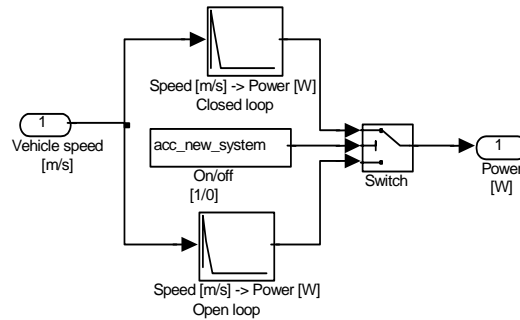 Speed [m/s] -> Power [W]
Closed loop
1
Vehicle speed
[m/s]
acc_new_system
On/off
[1/0]
Switch
1
Power
[W]
Speed [m/s] -> Power [W]
Open loop